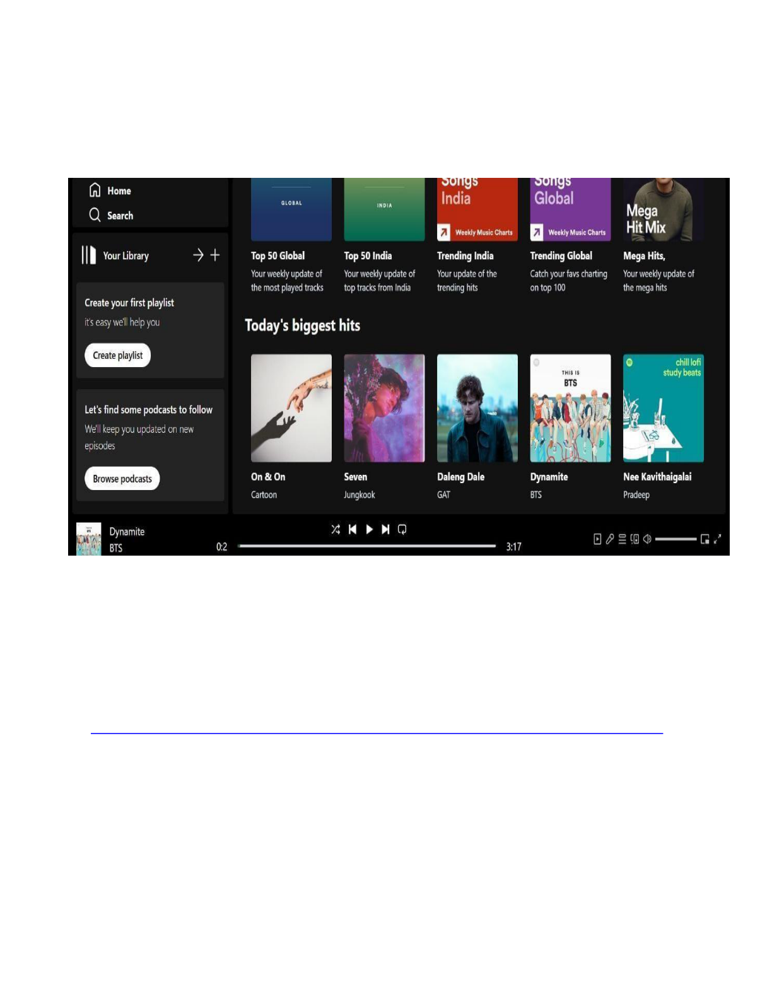 Home
Search
Your Library
Create your first playlist
it's easy we'll help you
Create playlist
Let's find some podcasts to follow
We'll keep you updated on new
episodes
Browse podcasts
GLOBAL
INDIA
Songs
India
Weekly Music Charts
Songs
Global
Weekly Music Charts
Mega
Hit Mix
Top 50 Global
Your weekly update of
the most played tracks
Top 50 India
Your weekly update of
top tracks from India
Trending India
Your update of the
trending hits
Trending Global
Catch your favs charting
on top 100
Mega Hits,
Your weekly update of
the mega hits
Today's biggest hits
THIS IS
BTS
chill lofi
study beats
On & On
Cartoon
Seven
Jungkook
Daleng Dale
GAT
Dynamite
BTS
Nee Kavithaigalai
Pradeep
Dynamite
BTS
0:2
3:17